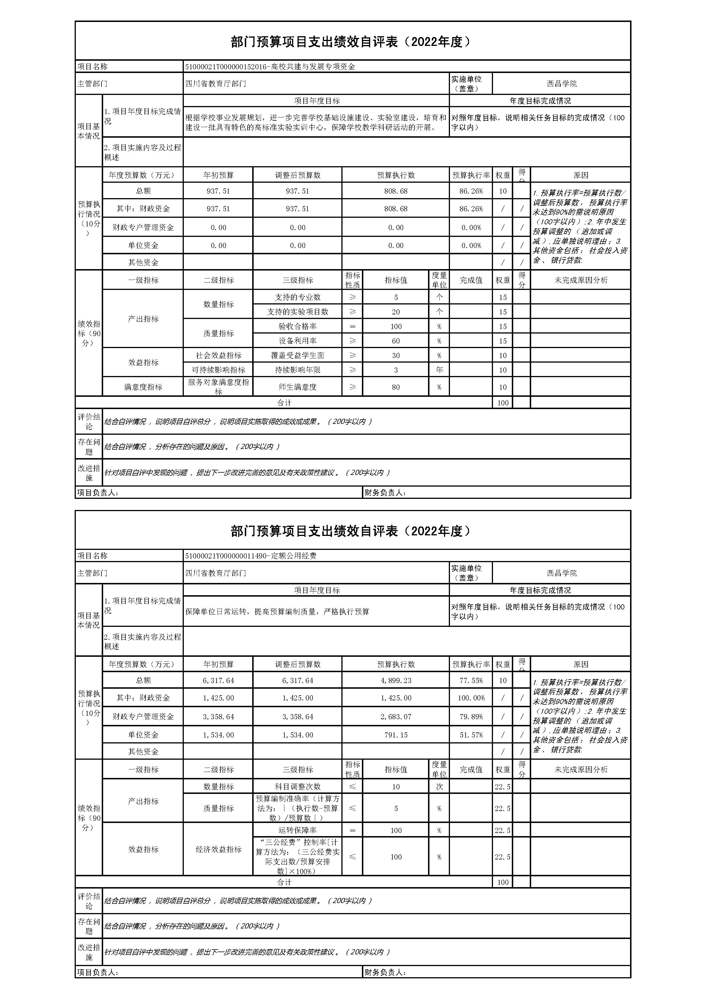 部门预算项目支出绩效自评表（2022年度）
项目名称 51000021T000000152016-高校共建与发展专项资金
主管部门 四川省教育厅部门 实施单位（盖章） 西昌学院
项目基本情况 1.项目年度目标完成情况 项目年度目标 年度目标完成情况
根据学校事业发展规划，进一步完善学校基础设施建设、实验室建设，培育和建设一批具有特色的高标准实验实训中心，保障学校教学科研活动的开展。 对照年度目标，说明相关任务目标的完成情况（100字以内）
2.项目实施内容及过程概述
预算执行情况（10分） 年度预算数（万元） 年初预算 调整后预算数 预算执行数 预算执行率 权重 得分 原因
总额 937.51 937.51 808.68 86.26% 10
其中：财政资金 937.51 937.51 808.68 86.26% / /
财政专户管理资金 0.00 0.00 0.00 0.00% / /
单位资金 0.00 0.00 0.00 0.00% / /
其他资金 / /
1.预算执行率=预算执行数/调整后预算数，预算执行率未达到90%的需说明原因（100字以内）;2.年中发生预算调整的（追加或调减）,应单独说明理由；3.其他资金包括：社会投入资金、银行贷款.
绩效指标（90分） 一级指标 二级指标 三级指标 指标性质 指标值 度量单位 完成值 权重 得分 未完成原因分析
产出指标 数量指标 支持的专业数 ≥ 5 个 15
支持的实验项目数 ≥ 20 个 15
质量指标 验收合格率 ＝ 100 % 15
设备利用率 ≥ 60 % 15
效益指标 社会效益指标 覆盖受益学生面 ≥ 30 % 10
可持续影响指标 持续影响年限 ≥ 3 年 10
满意度指标 服务对象满意度指标 师生满意度 ≥ 80 % 10
合计 100
评价结论 结合自评情况，说明项目自评总分，说明项目实施取得的成效或成果。（200字以内）
存在问题 结合自评情况，分析存在的问题及原因。（200字以内）
改进措施 针对项目自评中发现的问题，提出下一步改进完善的意见及有关政策性建议。（200字以内）
项目负责人： 财务负责人：
部门预算项目支出绩效自评表（2022年度）
项目名称 51000021Y000000011490-定额公用经费
主管部门 四川省教育厅部门 实施单位（盖章） 西昌学院
项目基本情况 1.项目年度目标完成情况 项目年度目标 年度目标完成情况
保障单位日常运转，提高预算编制质量，严格执行预算 对照年度目标，说明相关任务目标的完成情况（100字以内）
2.项目实施内容及过程概述
预算执行情况（10分） 年度预算数（万元） 年初预算 调整后预算数 预算执行数 预算执行率 权重 得分 原因
总额 6,317.64 6,317.64 4,899.23 77.55% 10
其中：财政资金 1,425.00 1,425.00 1,425.00 100.00% / /
财政专户管理资金 3,358.64 3,358.64 2,683.07 79.89% / /
单位资金 1,534.00 1,534.00 791.15 51.57% / /
其他资金 / /
1.预算执行率=预算执行数/调整后预算数，预算执行率未达到90%的需说明原因（100字以内）;2.年中发生预算调整的（追加或调减）,应单独说明理由；3.其他资金包括：社会投入资金、银行贷款.
绩效指标（90分） 一级指标 二级指标 三级指标 指标性质 指标值 度量单位 完成值 权重 得分 未完成原因分析
产出指标 数量指标 科目调整次数 ≤ 10 次 22.5
质量指标 预算编制准确率（计算方法为：｜（执行数-预算数）/预算数｜） ≤ 5 % 22.5
效益指标 经济效益指标 运转保障率 ＝ 100 % 22.5
“三公经费”控制率[计算方法为：（三公经费实际支出数/预算安排数]×100%） ≤ 100 % 22.5
合计 100
评价结论 结合自评情况，说明项目自评总分，说明项目实施取得的成效或成果。（200字以内）
存在问题 结合自评情况，分析存在的问题及原因。（200字以内）
改进措施 针对项目自评中发现的问题，提出下一步改进完善的意见及有关政策性建议。（200字以内）
项目负责人： 财务负责人：